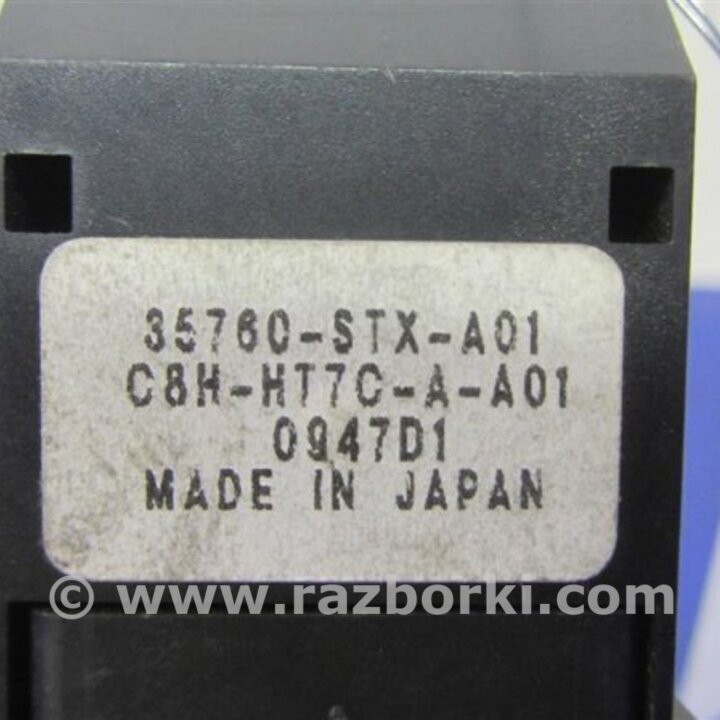 35760-STX-A01
C8H-HT7C-A-A01
0947D1
MADE IN JAPAN
© www.razborki.com